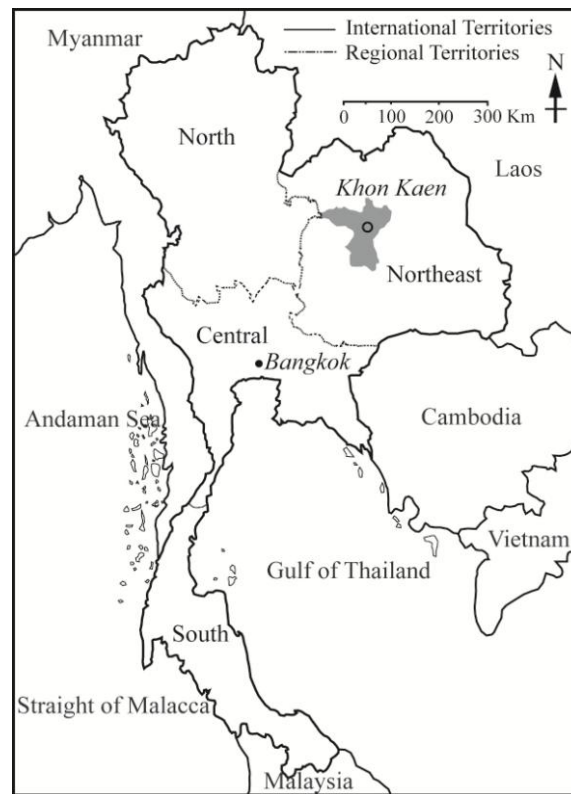 Myanmar
International Territories
Regional Territories
N
0 100 200 300 Km
North
Laos
Khon Kaen
Northeast
Central
Bangkok
Andaman Sea
Cambodia
Vietnam
Gulf of Thailand
South
Straight of Malacca
Malaysia